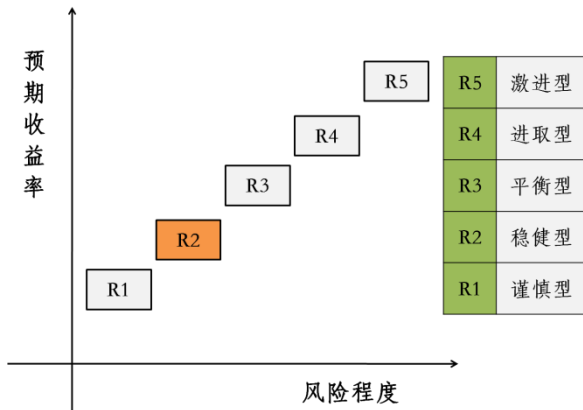 预期收益率
R5
R4
R3
R2
R1
风险程度
R5 激进型
R4 进取型
R3 平衡型
R2 稳健型
R1 谨慎型